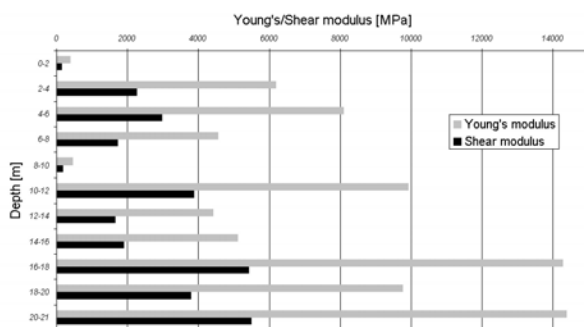 Young's/Shear modulus [MPa]
0 2000 4000 6000 8000 10000 12000 14000
Depth [m]
0-2
2-4
4-6
6-8
8-10
10-12
12-14
14-16
16-18
18-20
20-21
Young's modulus
Shear modulus